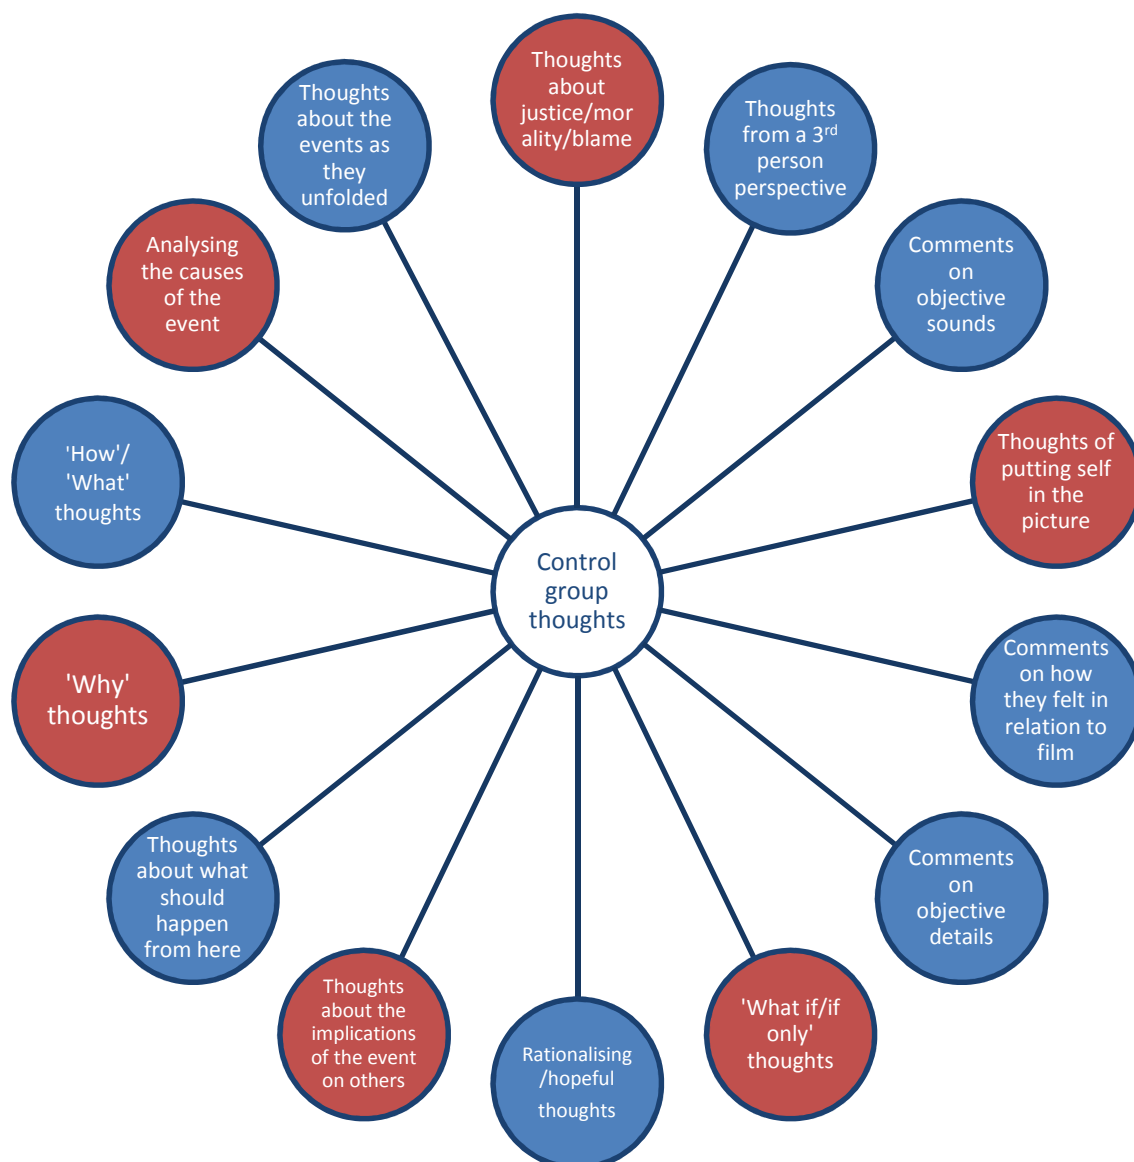 Thoughts
about
justice/mor
ality/blame
Thoughts
from a 3rd
person
perspective
Comments
on
objective
sounds
Thoughts of
putting self
in the
picture
Comments
on how
they felt in
relation to
film
Comments
on
objective
details
'What if/if
only'
thoughts
Rationalising
/hopeful
thoughts
Thoughts
about the
implications
of the event
on others
Thoughts
about what
should
happen
from here
'Why'
thoughts
'How'/
'What'
thoughts
Analysing
the causes
of the
event
Thoughts
about the
events as
they
unfolded
Control
group
thoughts